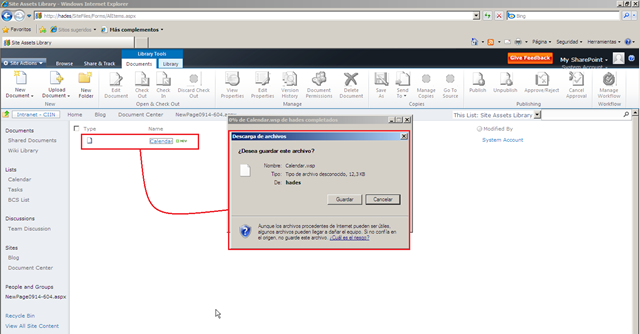 Site Assets Library - Windows Internet Explorer
http://hades/SiteFiles/Forms/AllItems.aspx
Bing
Favoritos
Sitios sugeridos
Más complementos
Site Assets Library
Página
Seguridad
Herramientas
Library Tools
Give Feedback
My SharePoint
System Account
Site Actions
Browse
Share & Track
Documents
Library
New Document
Upload Document
New Folder
Edit Document
Check Out
Check In
Discard Check Out
View Properties
Edit Properties
Version History
Document Permissions
Delete Document
Save As
Send To
Manage Copies
Go To Source
Publish
Unpublish
Approve/Reject
Cancel Approval
Manage Workflows
New
Open & Check Out
Manage
Copies
Approving/Rejecting
Workflow
Intranet - CIIN
Home
Blog
Document Center
NewPage0914-604.aspx
This List: Site Assets Library
Documents
Shared Documents
Wiki Library
Lists
Calendar
Tasks
BCS List
Discussions
Team Discussion
Sites
Blog
Document Center
People and Groups
NewPage0914-604.aspx
Recycle Bin
View All Site Content
Type
Name
Modified By
Calendar
System Account
0% de Calendar.wsp de hades completados
Descarga de archivos
¿Desea guardar este archivo?
Nombre: Calendar.wsp
Tipo: Tipo de archivo desconocido, 12,3KB
De: hades
Guardar
Cancelar
Aunque los archivos procedentes de Internet pueden ser útiles,
algunos archivos pueden llegar a dañar el equipo. Si no confía en
el origen, no guarde este archivo. ¿Cuál es el riesgo?